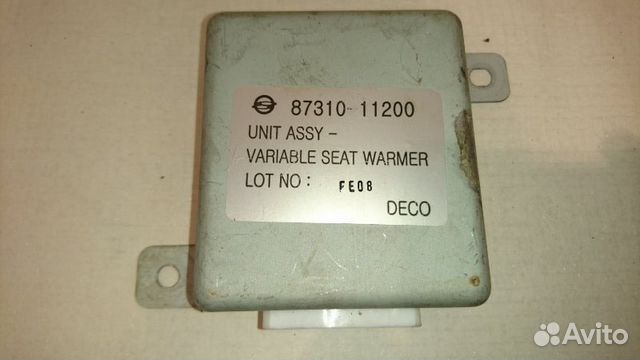 87310-11200
UNIT ASSY-
VARIABLE SEAT WARMER
LOT NO : FE08
DECO
Avito